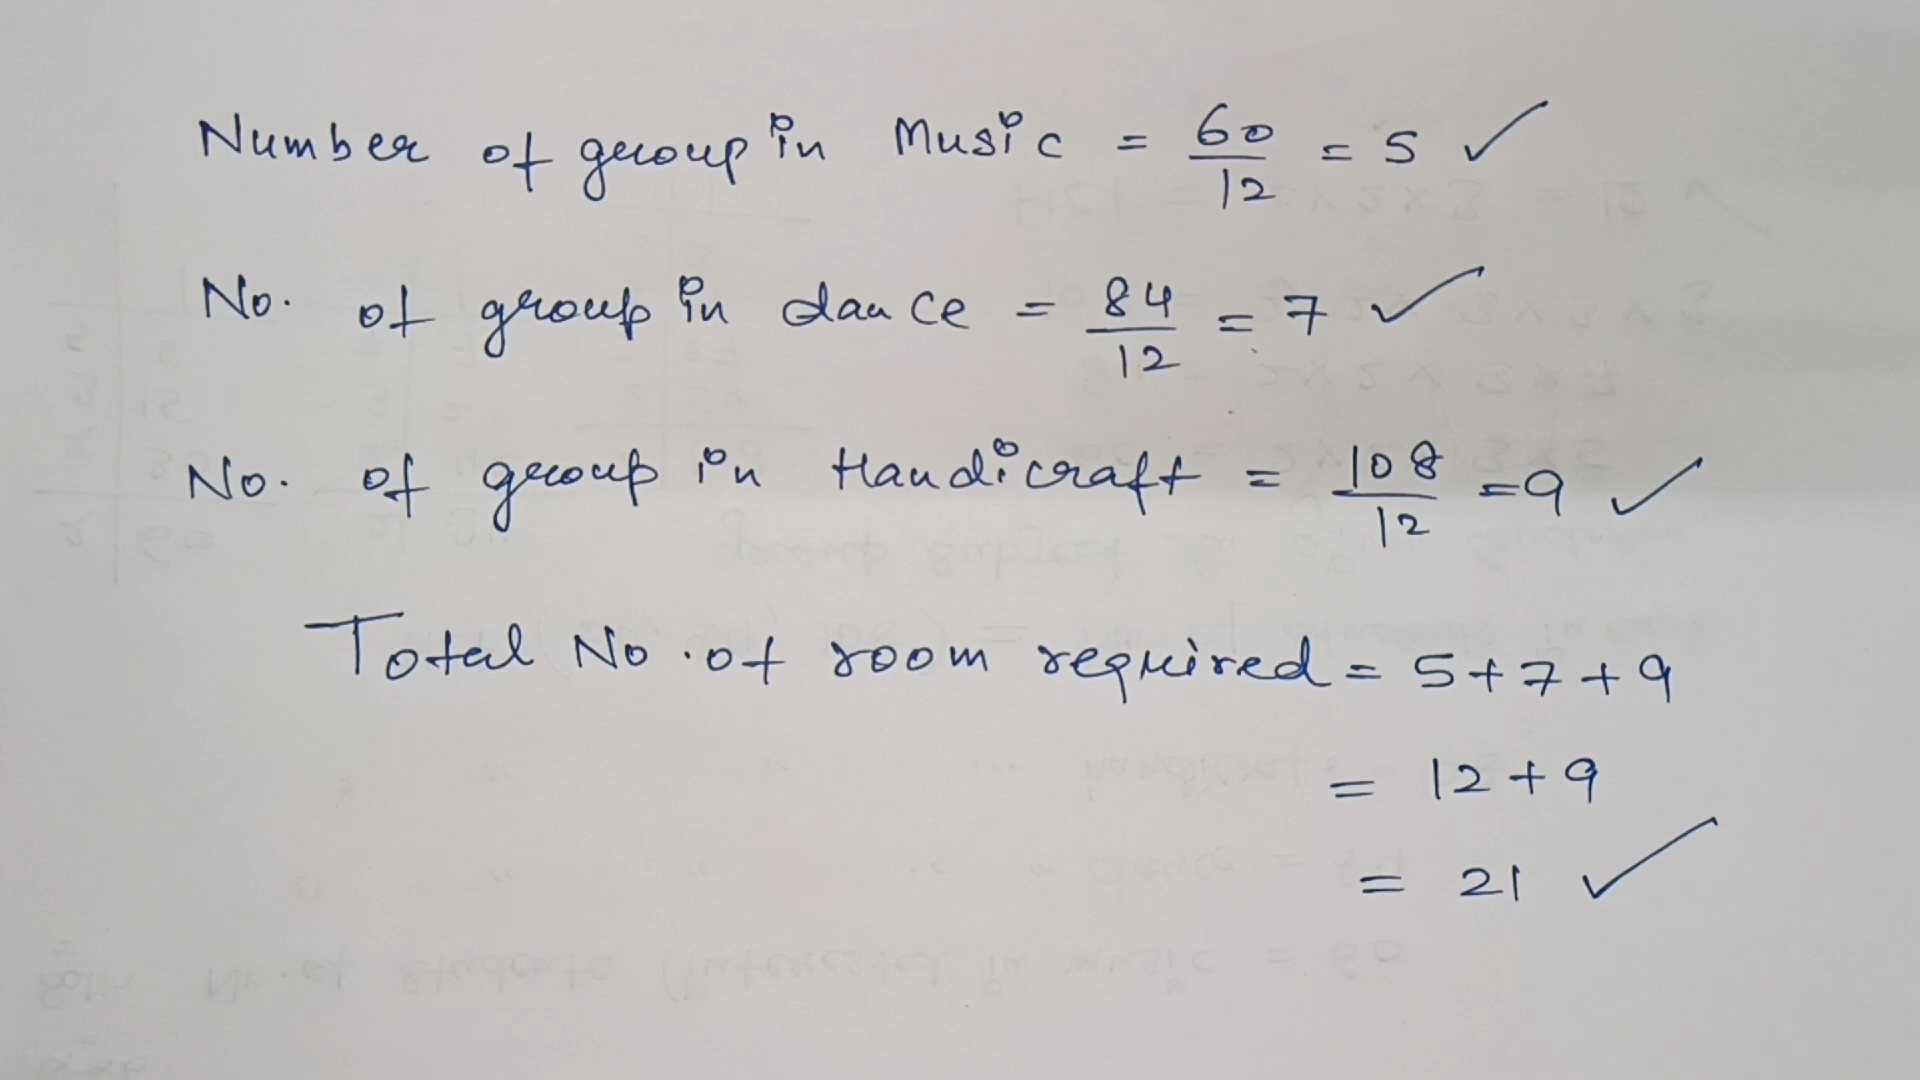 Number of group in Music = 60/12 = 5 ✓
No. of group in dance = 84/12 = 7 ✓
No. of group in Handicraft = 108/12 = 9 ✓
Total No. of room required = 5+7+9
= 12+9
= 21 ✓